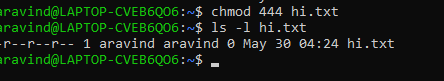 aravind@LAPTOP-CVEB6QO6:~$ chmod 444 hi.txt
aravind@LAPTOP-CVEB6QO6:~$ ls -l hi.txt
-r--r--r-- 1 aravind aravind 0 May 30 04:24 hi.txt
aravind@LAPTOP-CVEB6QO6:~$